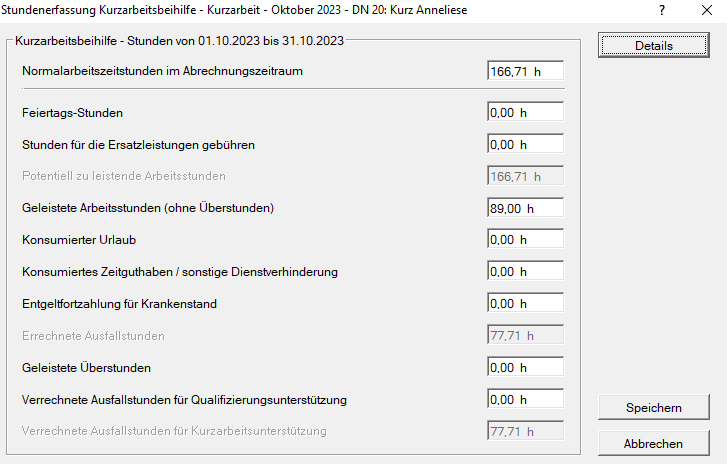 Stundenerfassung Kurzarbeitsbeihilfe - Kurzarbeit - Oktober 2023 - DN 20: Kurz Anneliese ? ×
Kurzarbeitsbeihilfe - Stunden von 01.10.2023 bis 31.10.2023
Details
Normalarbeitszeitstunden im Abrechnungszeitraum 166,71 h
Feiertags-Stunden 0,00 h
Stunden für die Ersatzleistungen gebühren 0,00 h
Potentiell zu leistende Arbeitsstunden 166,71 h
Geleistete Arbeitsstunden (ohne Überstunden) 89,00 h
Konsumierter Urlaub 0,00 h
Konsumiertes Zeitguthaben / sonstige Dienstverhinderung 0,00 h
Entgeltfortzahlung für Krankenstand 0,00 h
Errechnete Ausfallstunden 77,71 h
Geleistete Überstunden 0,00 h
Verrechnete Ausfallstunden für Qualifizierungsunterstützung 0,00 h
Verrechnete Ausfallstunden für Kurzarbeitsunterstützung 77,71 h
Speichern
Abbrechen